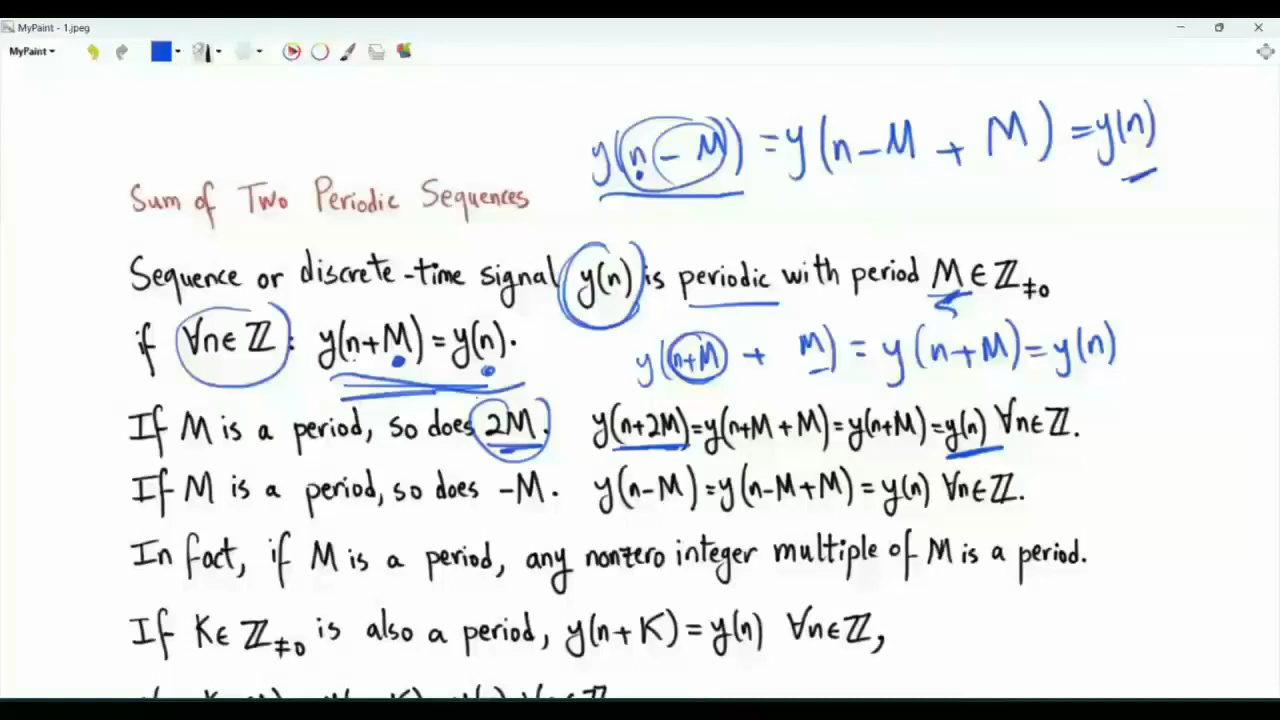 MyPaint - 1.jpeg
MyPaint
y(n - M) = y(n - M + M) = y(n)
Sum of Two Periodic Sequences
Sequence or discrete-time signal y(n) is periodic with period M ∈ ℤ≠0
if ∀n ∈ ℤ: y(n+M) = y(n).
y(n+M + M) = y(n+M) = y(n)
If M is a period, so does 2M. y(n+2M)=y(n+M+M)=y(n+M)=y(n) ∀n∈ℤ.
If M is a period, so does -M. y(n-M)=y(n-M+M)=y(n) ∀n∈ℤ.
In fact, if M is a period, any nonzero integer multiple of M is a period.
If K∈ ℤ≠0 is also a period, y(n+K)=y(n) ∀n∈ℤ,